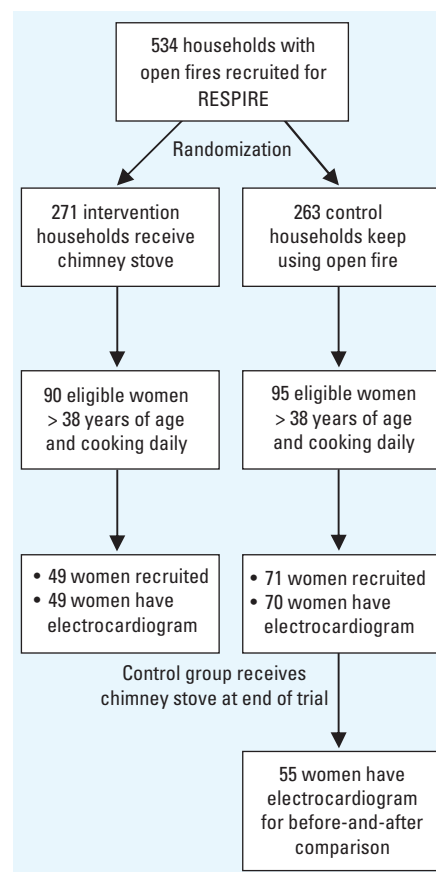 534 households with
open fires recruited for
RESPIRE
Randomization
271 intervention
households receive
chimney stove
263 control
households keep
using open fire
90 eligible women
> 38 years of age
and cooking daily
95 eligible women
> 38 years of age
and cooking daily
• 49 women recruited
• 49 women have
electrocardiogram
• 71 women recruited
• 70 women have
electrocardiogram
Control group receives
chimney stove at end of trial
55 women have
electrocardiogram
for before-and-after
comparison